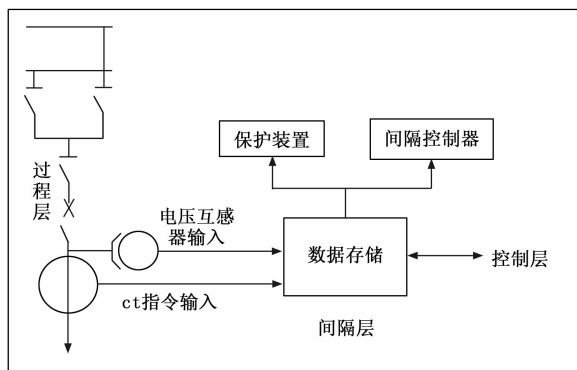 保护装置
间隔控制器
过程层
电压互感
器输入
数据存储
控制层
ct指令输入
间隔层